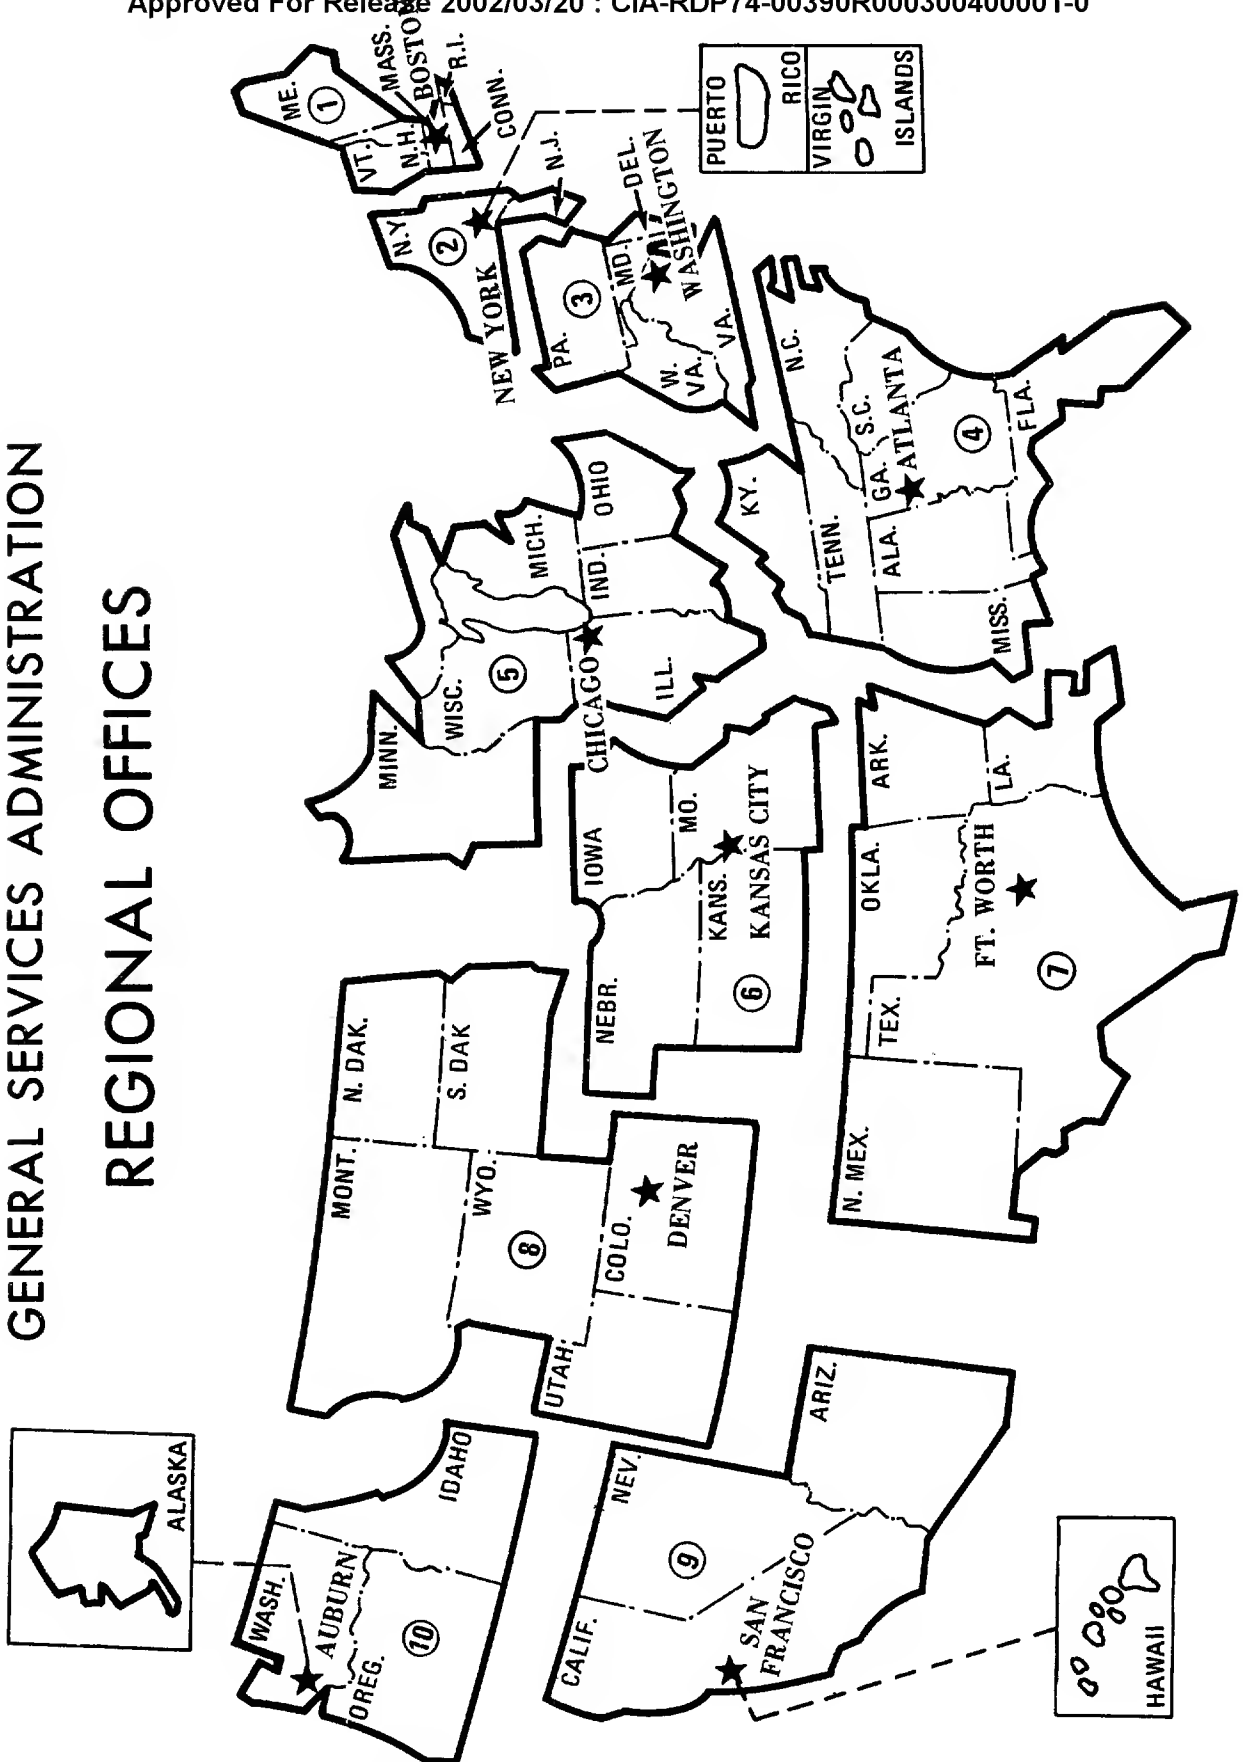 Approved For Release 2002/03/20 : CIA-RDP74-00390R000300400001-0
GENERAL SERVICES ADMINISTRATION
REGIONAL OFFICES
ALASKA
WASH.
AUBURN
OREG.
10
IDAHO
CALIF.
NEV.
9
SAN
FRANCISCO
ARIZ.
HAWAII
MONT.
N. DAK.
S. DAK
WYO.
8
UTAH
COLO.
DENVER
NEBR.
IOWA
KANS.
MO.
KANSAS CITY
6
N. MEX.
TEX.
OKLA.
ARK.
LA.
FT. WORTH
7
MINN.
WISC.
5
MICH.
CHICAGO
ILL.
IND.
OHIO
KY.
TENN.
N.C.
S.C.
GA.
ATLANTA
ALA.
MISS.
4
FLA.
PA.
3
MD.
DEL.
WASHINGTON
W.
VA.
VA.
N.Y.
2
NEW YORK
N.J.
ME.
1
VT.
N.H.
MASS.
BOSTON
R.I.
CONN.
PUERTO
RICO
VIRGIN
ISLANDS